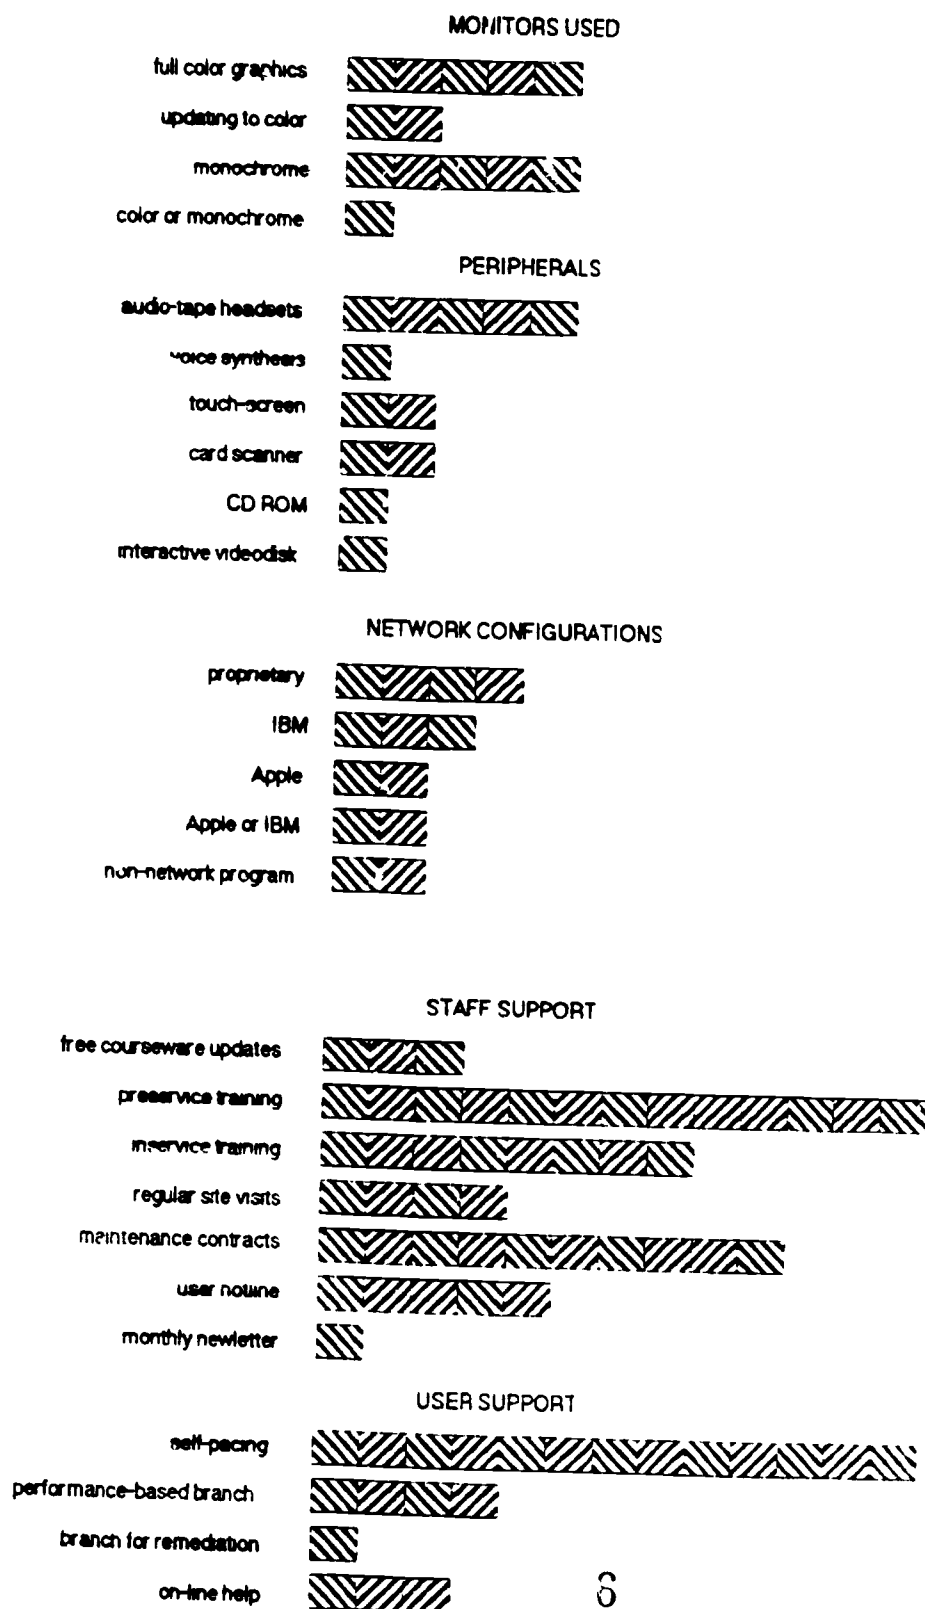 MONITORS USED
full color graphics
updating to color
monochrome
color or monochrome
PERIPHERALS
audio-tape headsets
voice
touch-screen
card scanner
CD ROM
interactive videodisk
NETWORK CONFIGURATIONS
proprietary
IBM
Apple
Apple or IBM
non-network program
STAFF SUPPORT
free courseware updates
preservice training
inservice training
regular site visits
maintenance contracts
user hotline
monthly newletter
USER SUPPORT
self-pacing
performance-based branch
branch for remediation
on-line help
6